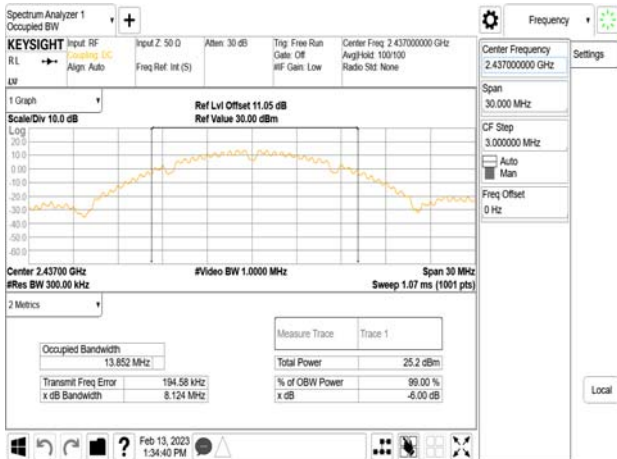 Spectrum Analyzer 1
Occupied BW
+
Frequency
KEYSIGHT
Input: RF
Input Z: 50 Ω
Atten: 30 dB
Trig: Free Run
Center Freq: 2.437000000 GHz
RL
Coupling: DC
Gate: Off
Avg|Hold: 100/100
Align: Auto
Freq Ref: Int (S)
#IF Gain: Low
Radio Std: None
Center Frequency
2.437000000 GHz
Settings
Span
30.000 MHz
CF Step
3.000000 MHz
Auto
Man
Freq Offset
0 Hz
Local
1 Graph
Ref Lvl Offset 11.05 dB
Scale/Div 10.0 dB
Ref Value 30.00 dBm
Log
20.0
10.0
0.00
-10.0
-20.0
-30.0
-40.0
-50.0
-60.0
Center 2.43700 GHz
#Video BW 1.0000 MHz
Span 30 MHz
#Res BW 300.00 kHz
Sweep 1.07 ms (1001 pts)
2 Metrics
Measure Trace
Trace 1
Occupied Bandwidth
13.852 MHz
Total Power
25.2 dBm
Transmit Freq Error
194.58 kHz
% of OBW Power
99.00 %
x dB Bandwidth
8.124 MHz
x dB
-6.00 dB
?
Feb 13, 2023
1:34:40 PM